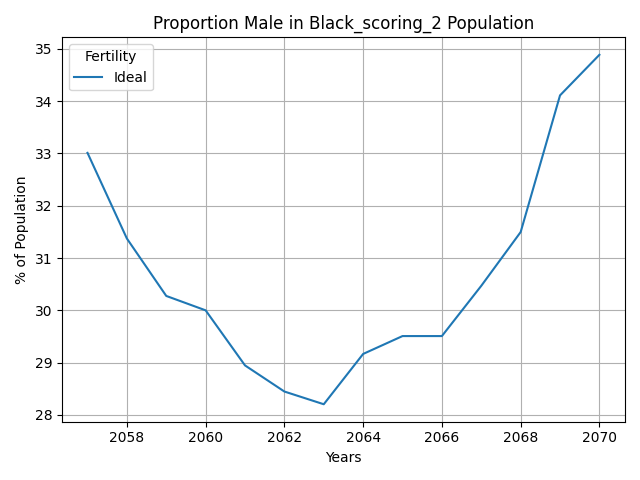 Proportion Male in Black_scoring_2 Population
Fertility
Ideal
% of Population
35
34
33
32
31
30
29
28
2058 2060 2062 2064 2066 2068 2070
Years